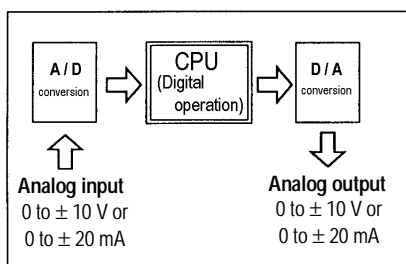 A / D
conversion
CPU
(Digital
operation)
D / A
conversion
Analog input
0 to ± 10 V or
0 to ± 20 mA
Analog output
0 to ± 10 V or
0 to ± 20 mA